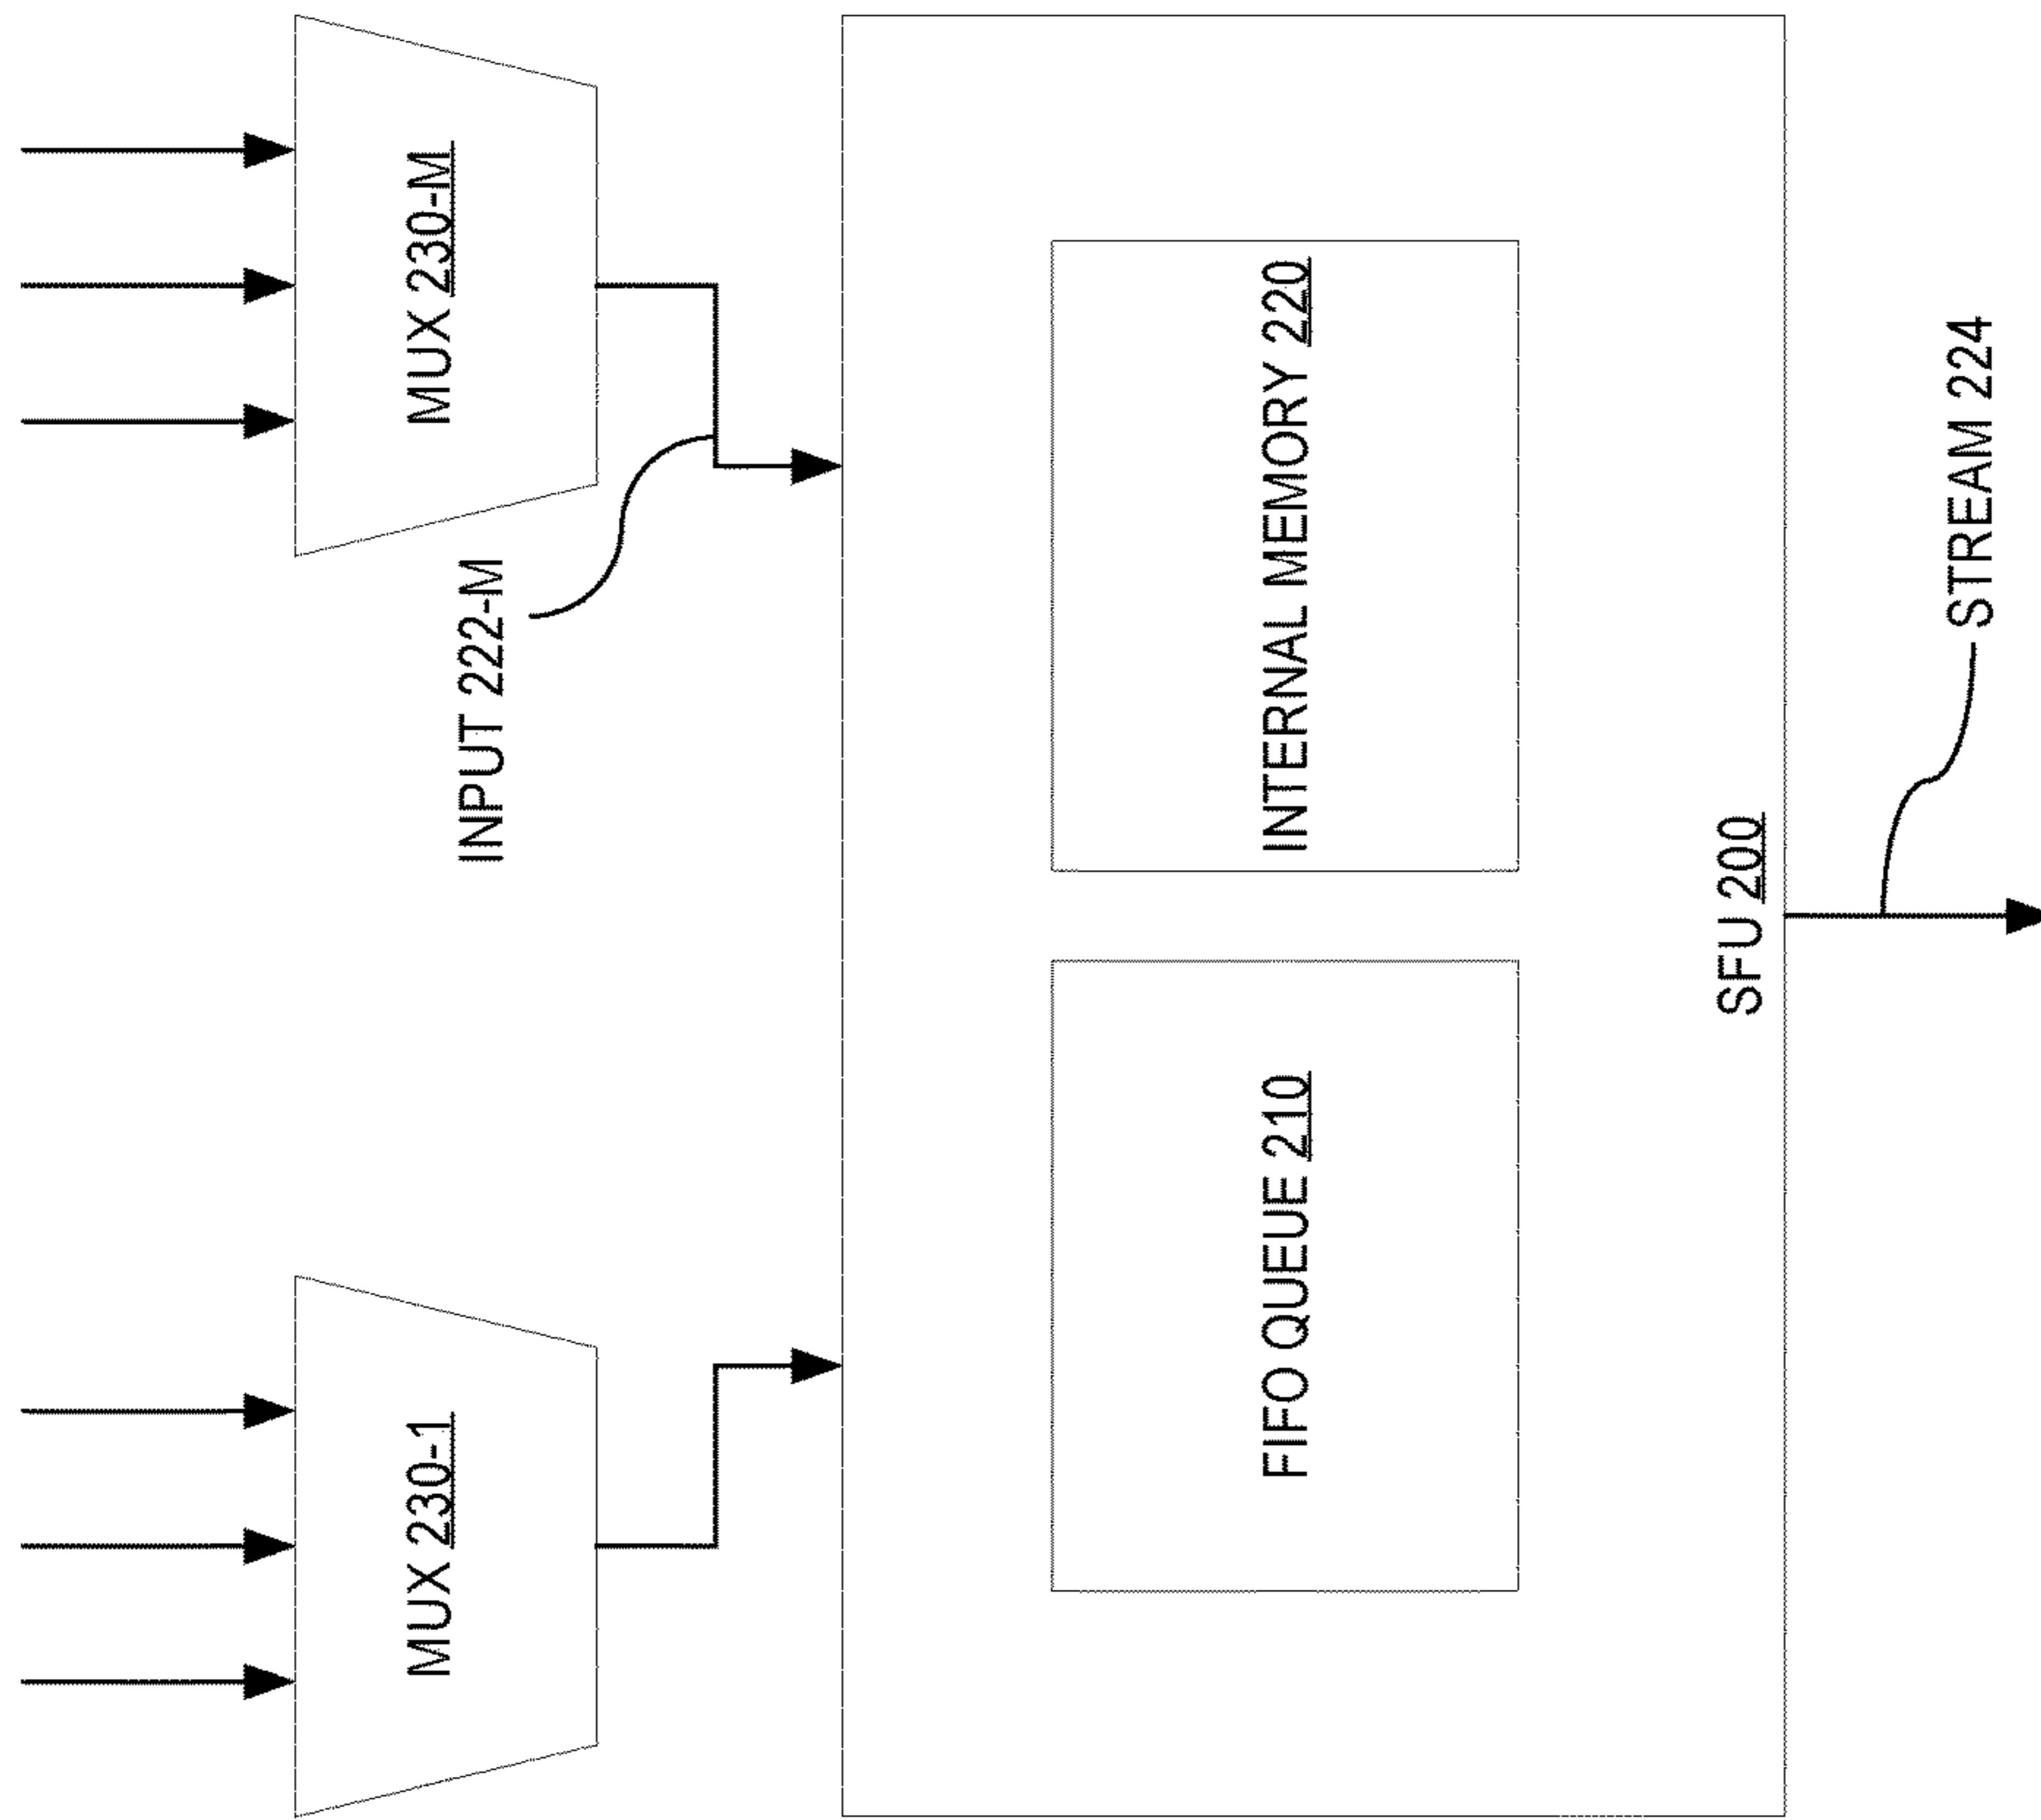 MUX 230-1
MUX 230-M
INPUT 222-M
FIFO QUEUE 210
INTERNAL MEMORY 220
SFU 200
STREAM 224